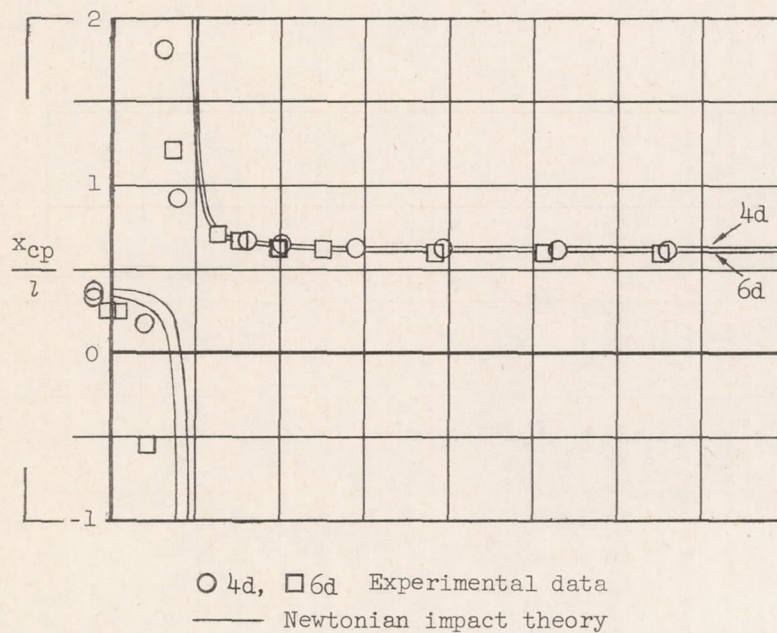 2
1
4d
x_cp
l
6d
0
-1
4d, 6d Experimental data
Newtonian impact theory